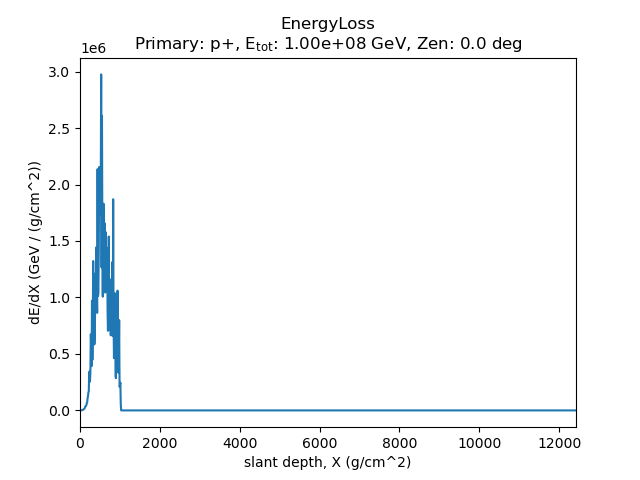 EnergyLoss
Primary: p+, E_tot: 1.00e+08 GeV, Zen: 0.0 deg
1e6
3.0
2.5
2.0
1.5
1.0
0.5
0.0
dE/dX (GeV / (g/cm^2))
0 2000 4000 6000 8000 10000 12000
slant depth, X (g/cm^2)